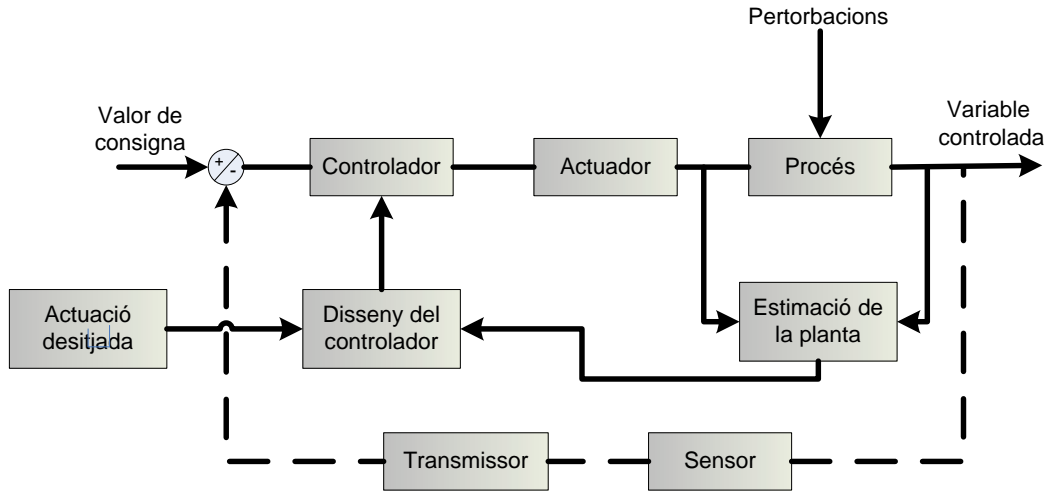 Pertorbacions
Valor de
consigna
Variable
controlada
+
-
Controlador
Actuador
Procés
Actuació
desitjada
Disseny del
controlador
Estimació de
la planta
Transmissor
Sensor